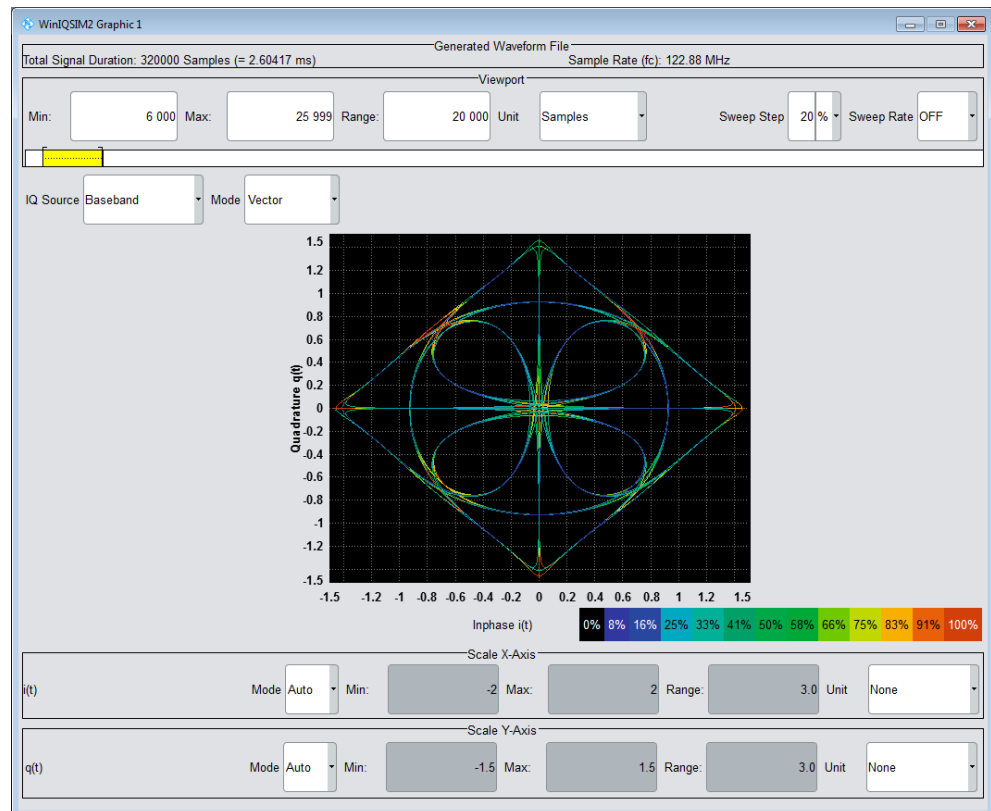 WinIQSIM2 Graphic 1
Generated Waveform File
Total Signal Duration: 320000 Samples (= 2.60417 ms) Sample Rate (fc): 122.88 MHz
Viewport
Min: 6 000 Max: 25 999 Range: 20 000 Unit Samples Sweep Step 20 % Sweep Rate OFF
IQ Source Baseband Mode Vector
1.5
1.2
1
0.8
0.6
0.4
0.2
0
-0.2
-0.4
-0.6
-0.8
-1
-1.2
-1.5
Quadrature q(t)
-1.5 -1.2 -1 -0.8 -0.6 -0.4 -0.2 0 0.2 0.4 0.6 0.8 1 1.2 1.5
Inphase i(t) 0% 8% 16% 25% 33% 41% 50% 58% 66% 75% 83% 91% 100%
Scale X-Axis
i(t) Mode Auto Min: -2 Max: 2 Range: 3.0 Unit None
Scale Y-Axis
q(t) Mode Auto Min: -1.5 Max: 1.5 Range: 3.0 Unit None